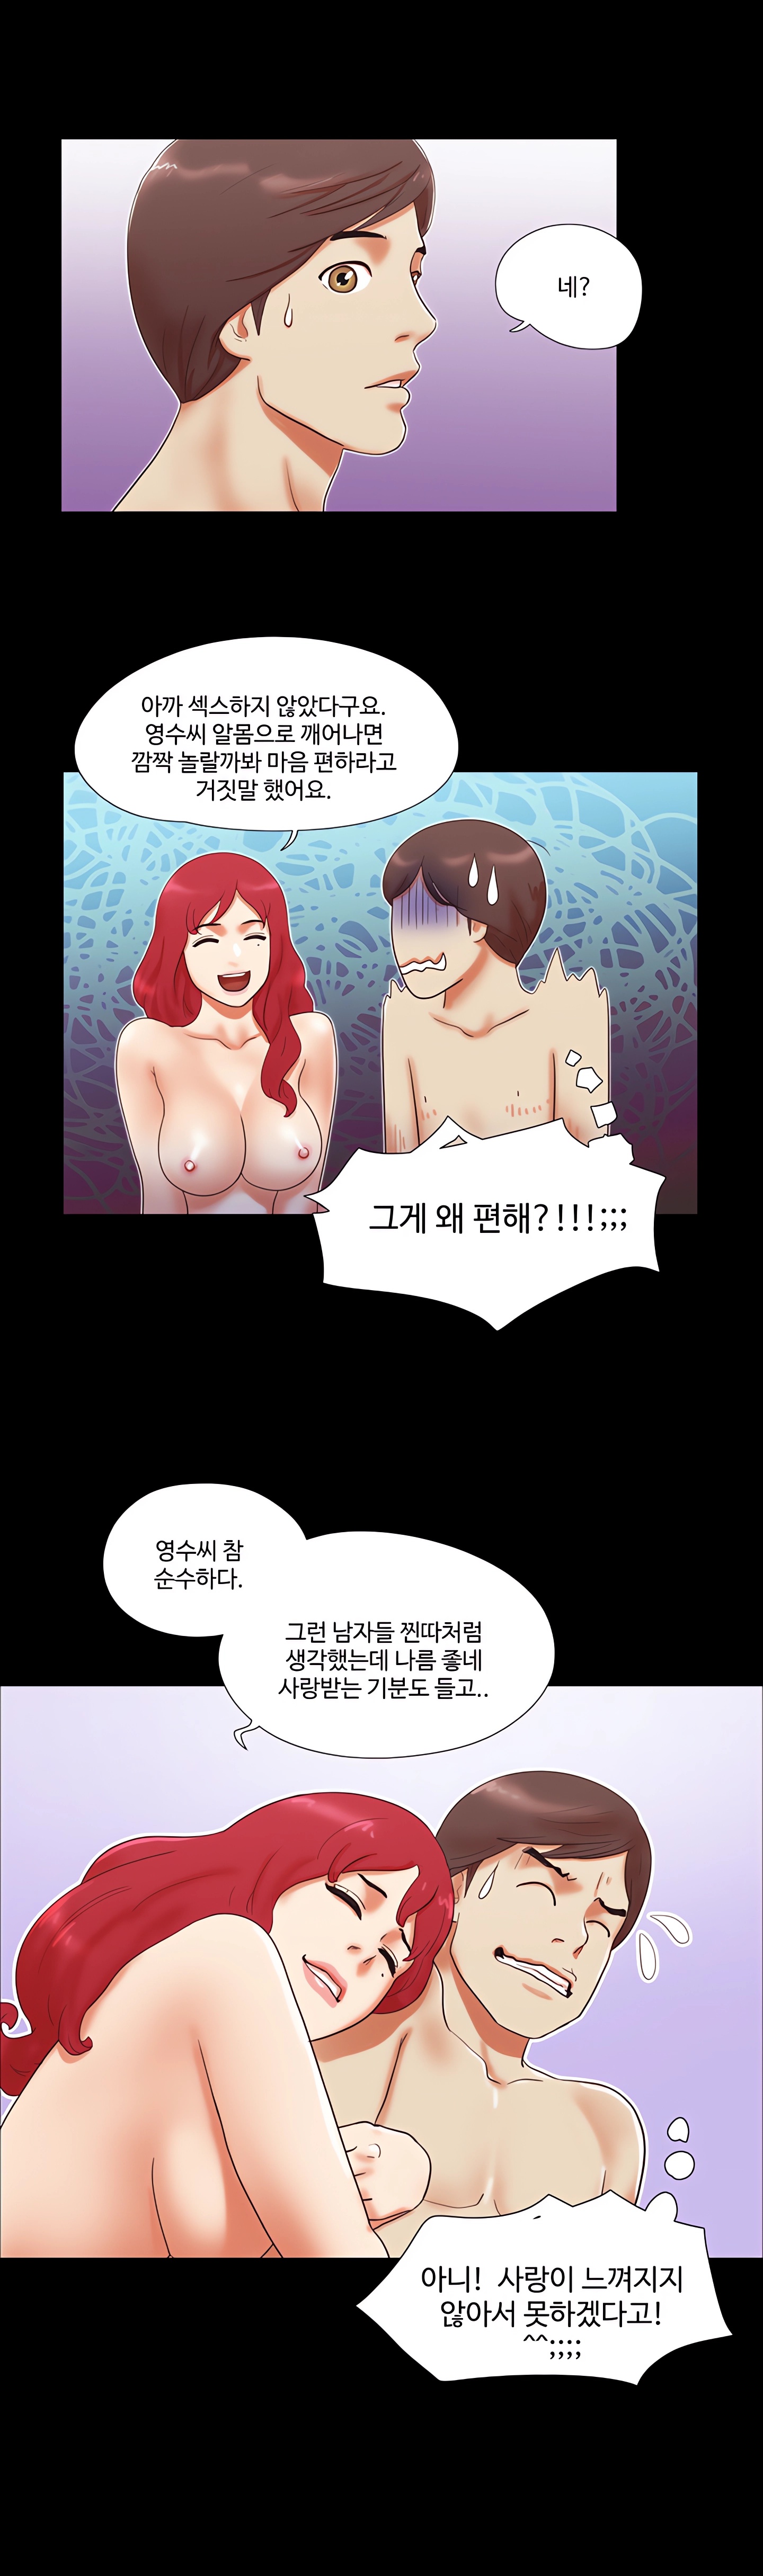 네?
아까 섹스하지 않았다구요.
영수씨 알몸으로 깨어나면
깜짝 놀랄까봐 마음 편하라고
거짓말 했어요.
그게 왜 편해?!!!;;;
영수씨 참
순수하다.
그런 남자들 찐따처럼
생각했는데 나름 좋네
사랑받는 기분도 들고..
아니! 사랑이 느껴지지
않아서 못하겠다고!
^^;;;;